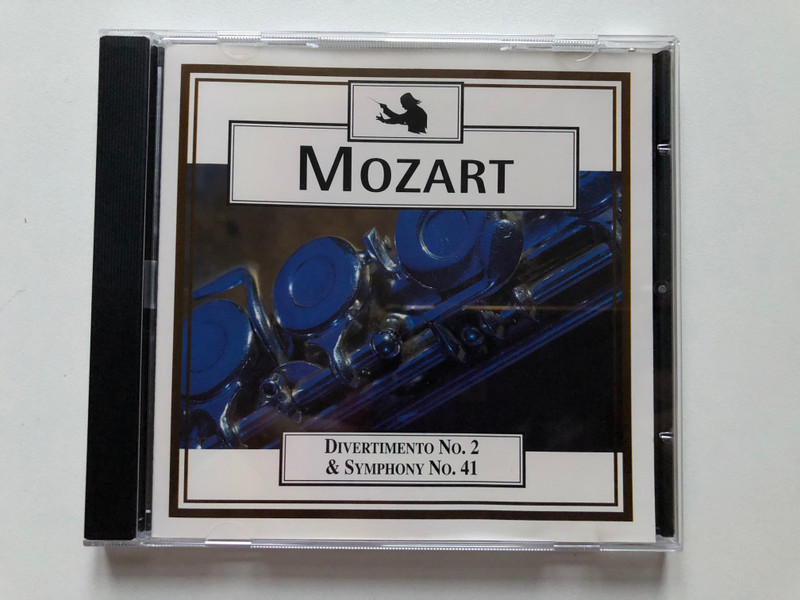 MOZART
DIVERTIMENTO NO. 2
& SYMPHONY NO. 41